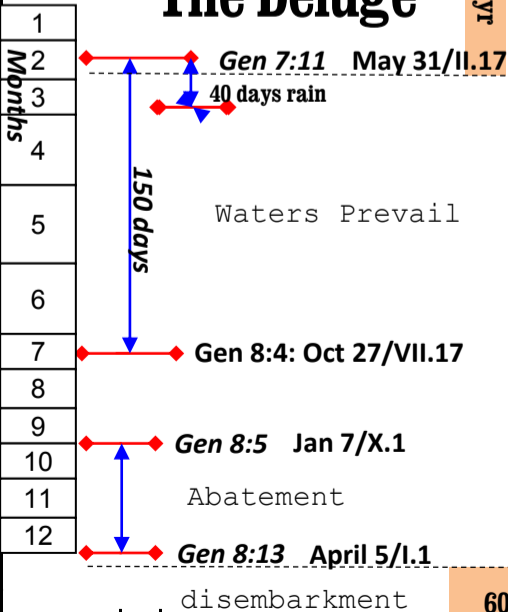 The Deluge
yr
1
2
Gen 7:11 May 31/II.17
Months
3
40 days rain
4
150 days
5
Waters Prevail
6
7
Gen 8:4: Oct 27/VII.17
8
9
Gen 8:5 Jan 7/X.1
10
11
Abatement
12
Gen 8:13 April 5/I.1
disembarkment
60